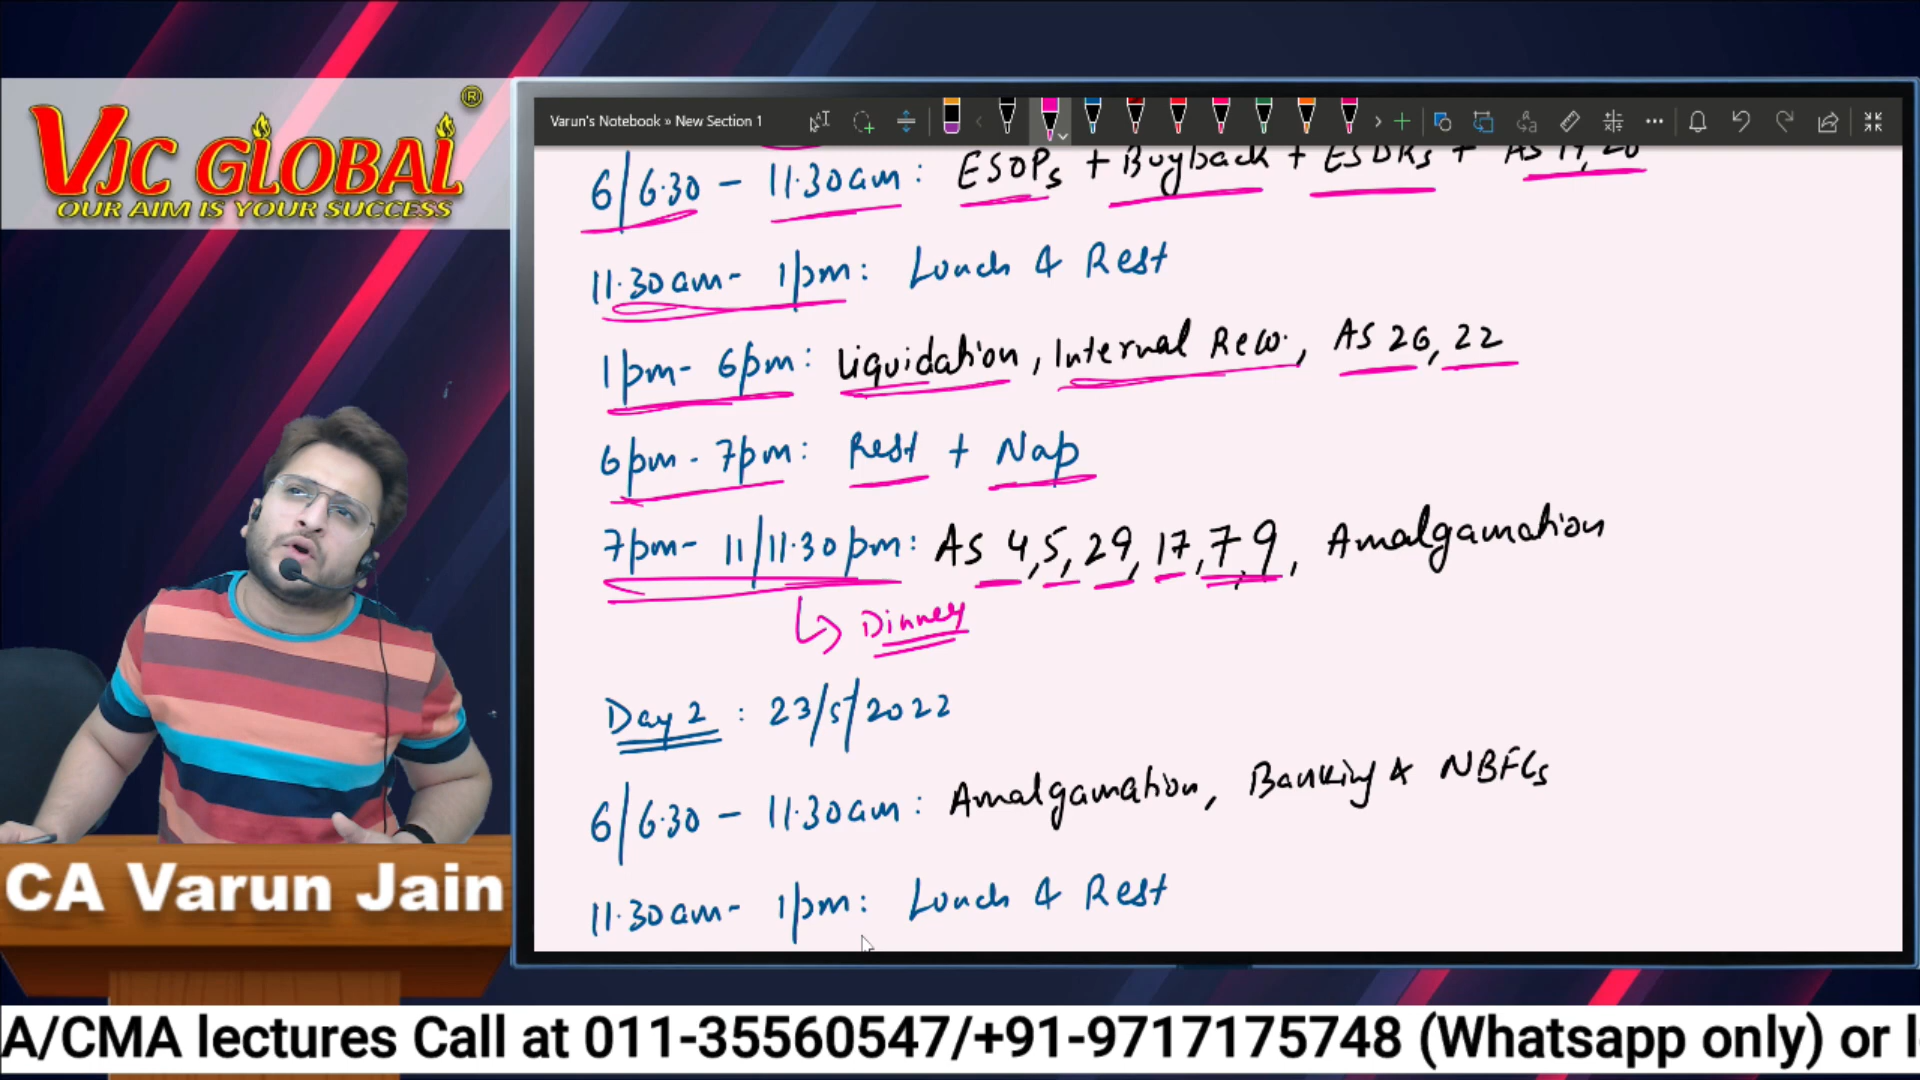 VJC GLOBAL ®
OUR AIM IS YOUR SUCCESS
Varun's Notebook » New Section 1
6/6.30 - 11.30am: ESOPs + Buyback + ESDRs + AS 19, 20
11.30am- 1pm: Lunch & Rest
1pm- 6pm: Liquidation, Internal Reco., AS 26, 22
6pm - 7pm: Rest + Nap
7pm- 11/11.30pm: AS 4, 5, 29, 17, 7, 9, Amalgamation
Dinner
Day 2 : 23/5/2022
6/6.30 - 11.30am: Amalgamation, Banking & NBFCs
11.30am- 1pm: Lunch & Rest
CA Varun Jain
A/CMA lectures Call at 011-35560547/+91-9717175748 (Whatsapp only) or l